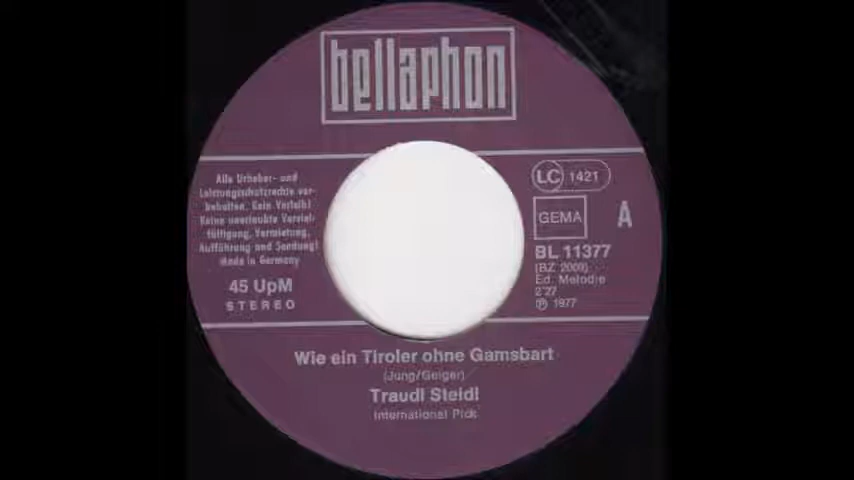 bellaphon
Alle Urheber- und
Leistungsschutzrechte vor-
behalten. Kein Verleih!
Keine unerlaubte Verviel-
fältigung, Vermietung,
Aufführung und Sendung!
Made in Germany
45 UpM
STEREO
LC 1421
GEMA
A
BL 11377
(BZ 2009)
Ed. Melodie
2'27
℗ 1977
Wie ein Tiroler ohne Gamsbart
(Jung/Geiger)
Traudl Steidl
International Pick